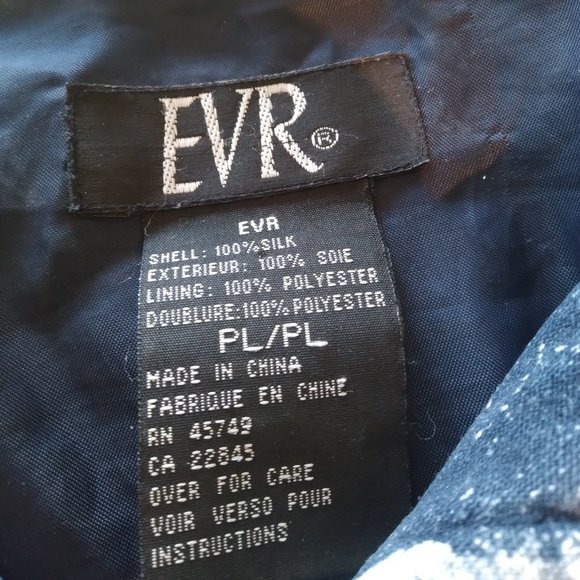 EVR®
EVR
SHELL: 100% SILK
EXTERIEUR: 100% SOIE
LINING: 100% POLYESTER
DOUBLURE:100% POLYESTER
PL/PL
MADE IN CHINA
FABRIQUE EN CHINE
RN 45749
CA 22845
OVER FOR CARE
VOIR VERSO POUR
INSTRUCTIONS